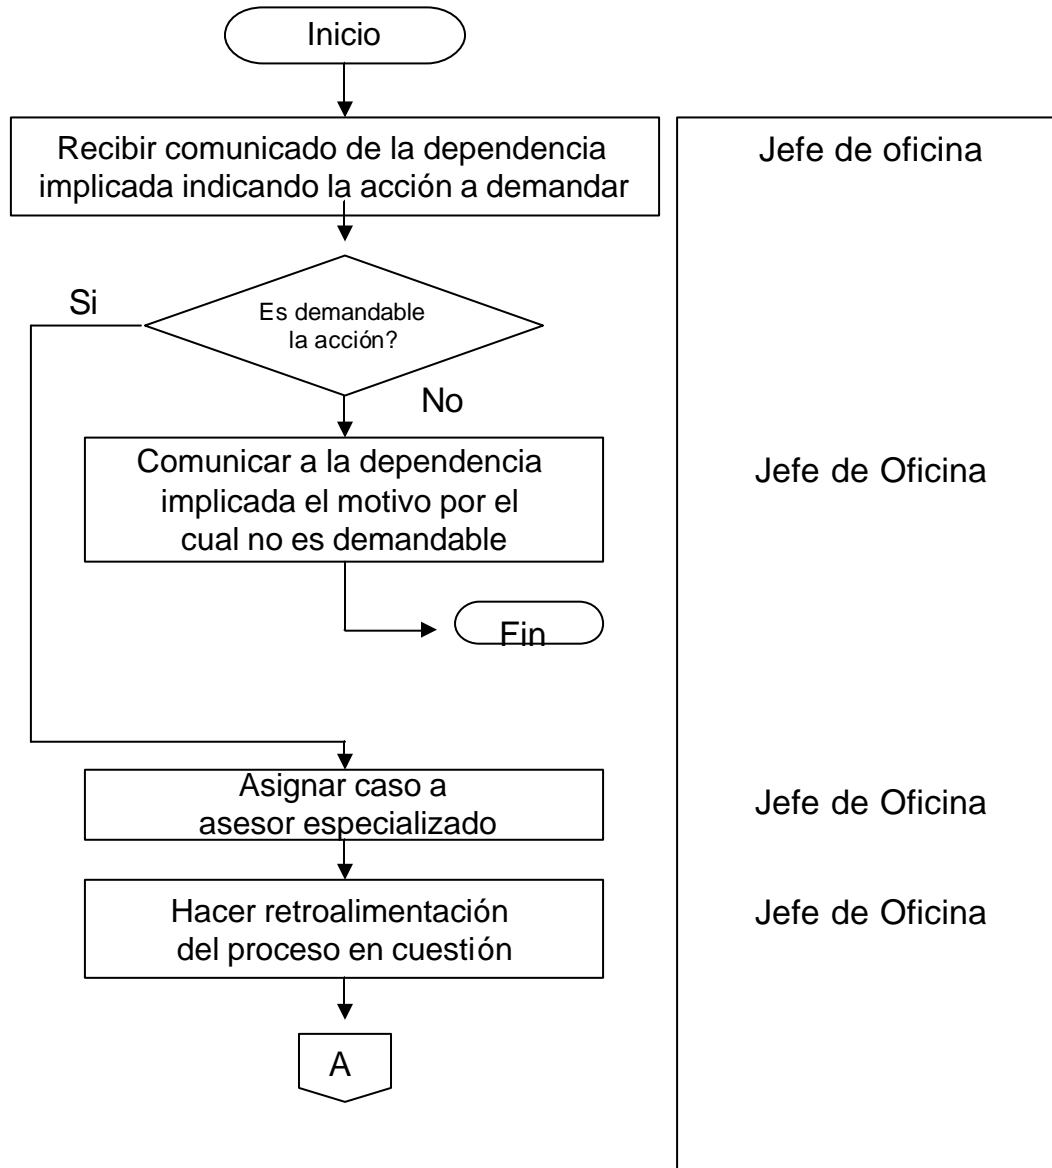 Inicio
Recibir comunicado de la dependencia
implicada indicando la acción a demandar
Jefe de oficina
Si
Es demandable
la acción?
No
Comunicar a la dependencia
implicada el motivo por el
cual no es demandable
Jefe de Oficina
Fin
Asignar caso a
asesor especializado
Jefe de Oficina
Hacer retroalimentación
del proceso en cuestión
Jefe de Oficina
A